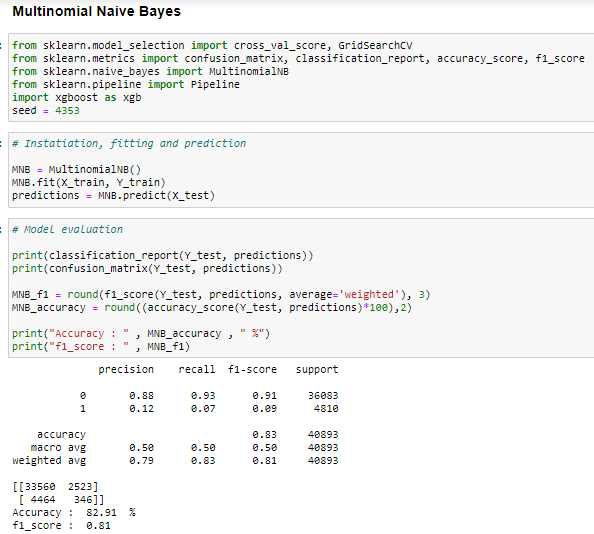 Multinomial Naive Bayes
from sklearn.model_selection import cross_val_score, GridSearchCV
from sklearn.metrics import confusion_matrix, classification_report, accuracy_score, f1_score
from sklearn.naive_bayes import MultinomialNB
from sklearn.pipeline import Pipeline
import xgboost as xgb
seed = 4353
# Instatiation, fitting and prediction
MNB = MultinomialNB()
MNB.fit(X_train, Y_train)
predictions = MNB.predict(X_test)
# Model evaluation
print(classification_report(Y_test, predictions))
print(confusion_matrix(Y_test, predictions))
MNB_f1 = round(f1_score(Y_test, predictions, average='weighted'), 3)
MNB_accuracy = round((accuracy_score(Y_test, predictions)*100),2)
print("Accuracy : " , MNB_accuracy , " %")
print("f1_score : " , MNB_f1)
precision recall f1-score support
0 0.88 0.93 0.91 36083
1 0.12 0.07 0.09 4810
accuracy 0.83 40893
macro avg 0.50 0.50 0.50 40893
weighted avg 0.79 0.83 0.81 40893
[[33560 2523]
[ 4464 346]]
Accuracy : 82.91 %
f1_score : 0.81